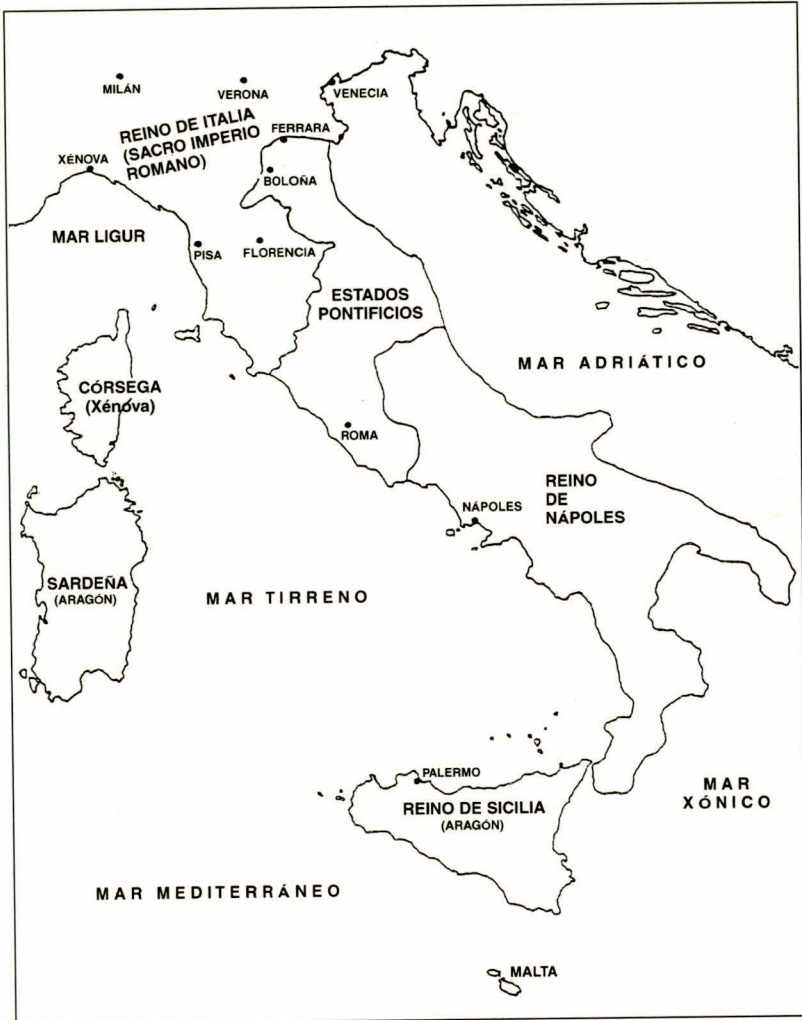 MILÁN
VERONA
VENECIA
REINO DE ITALIA
(SACRO IMPERIO
ROMANO)
FERRARA
XÉNOVA
BOLOÑA
MAR LIGUR
PISA
FLORENCIA
ESTADOS
PONTIFICIOS
MAR ADRIÁTICO
CÓRSEGA
(Xénova)
ROMA
REINO
DE
NÁPOLES
NÁPOLES
SARDEÑA
(ARAGÓN)
MAR TIRRENO
PALERMO
REINO DE SICILIA
(ARAGÓN)
MAR
XÓNICO
MAR MEDITERRÁNEO
MALTA